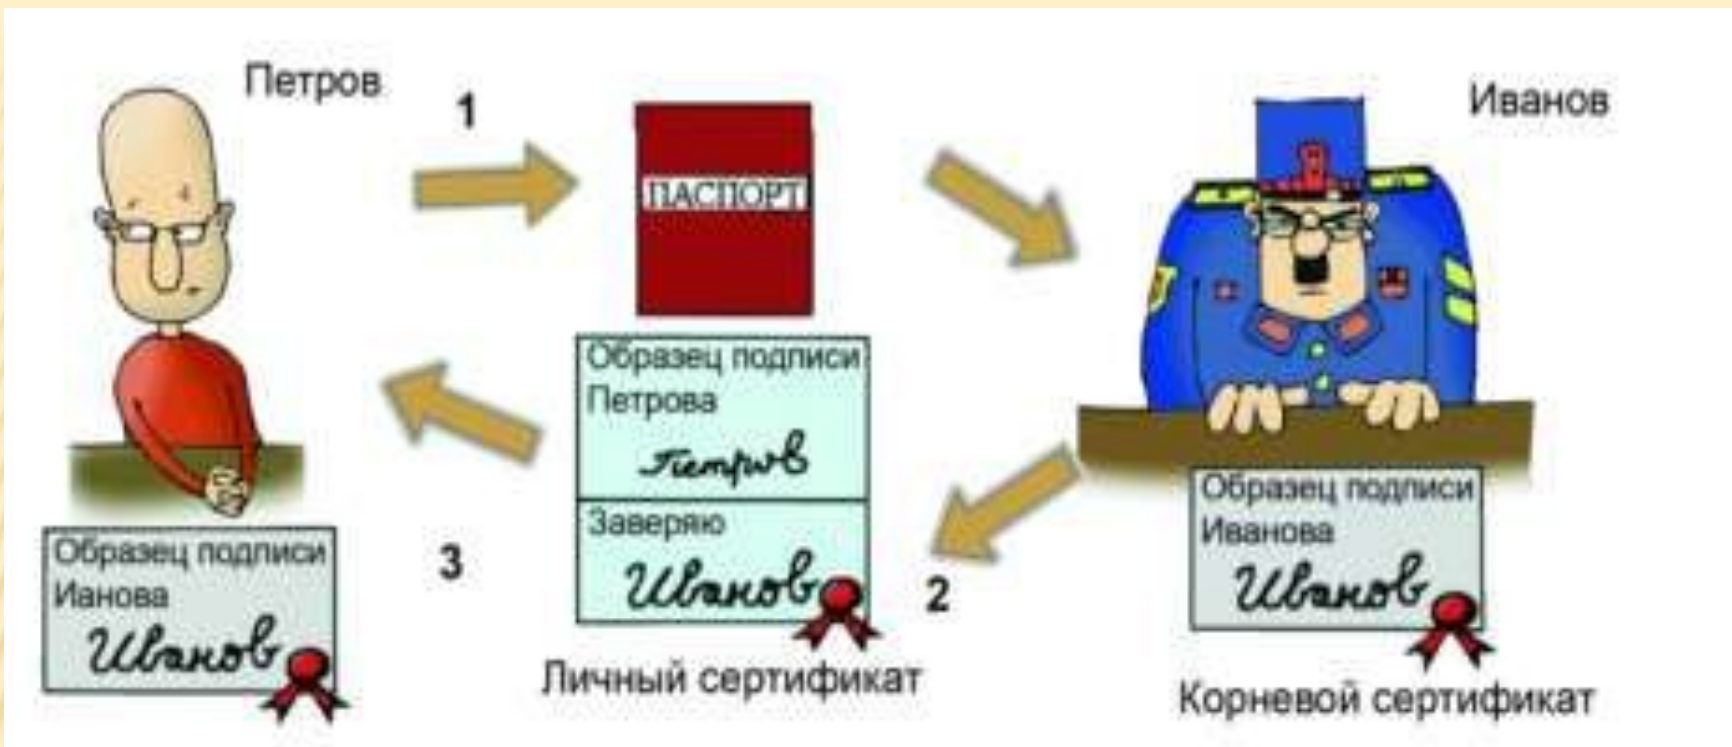 Петров
1
ПАСПОРТ
Иванов
Образец подписи
Петрова
Петров
Заверяю
Иванов
Личный сертификат
2
3
Образец подписи
Иванова
Иванов
Корневой сертификат
Образец подписи
Ианова
Иванов